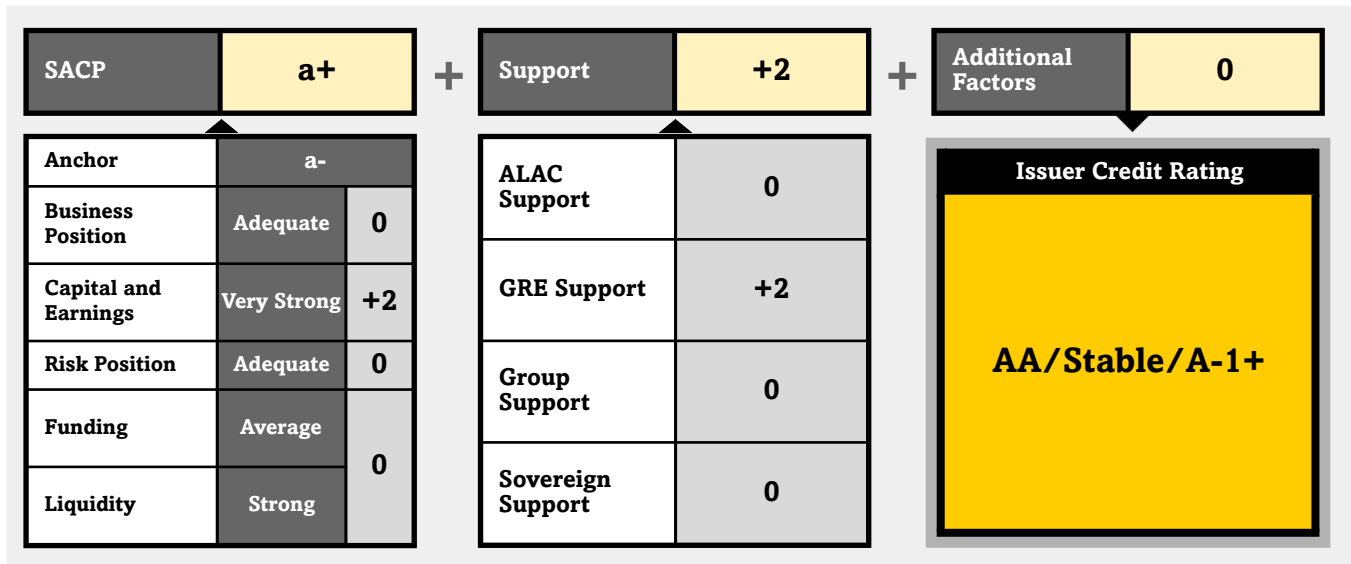 SACP a+ + Support +2 + Additional Factors 0
Anchor a-
Business Position Adequate 0
Capital and Earnings Very Strong +2
Risk Position Adequate 0
Funding Average 0
Liquidity Strong
ALAC Support 0
GRE Support +2
Group Support 0
Sovereign Support 0
Issuer Credit Rating
AA/Stable/A-1+